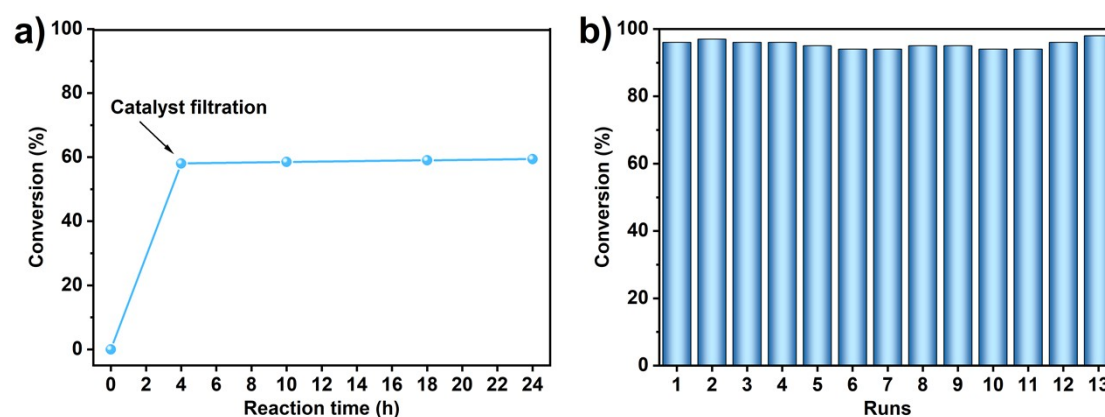 a)
Conversion (%)
100
80
60
40
20
0
Catalyst filtration
0 2 4 6 8 10 12 14 16 18 20 22 24
Reaction time (h)
b)
Conversion (%)
100
80
60
40
20
0
1 2 3 4 5 6 7 8 9 10 11 12 13
Runs